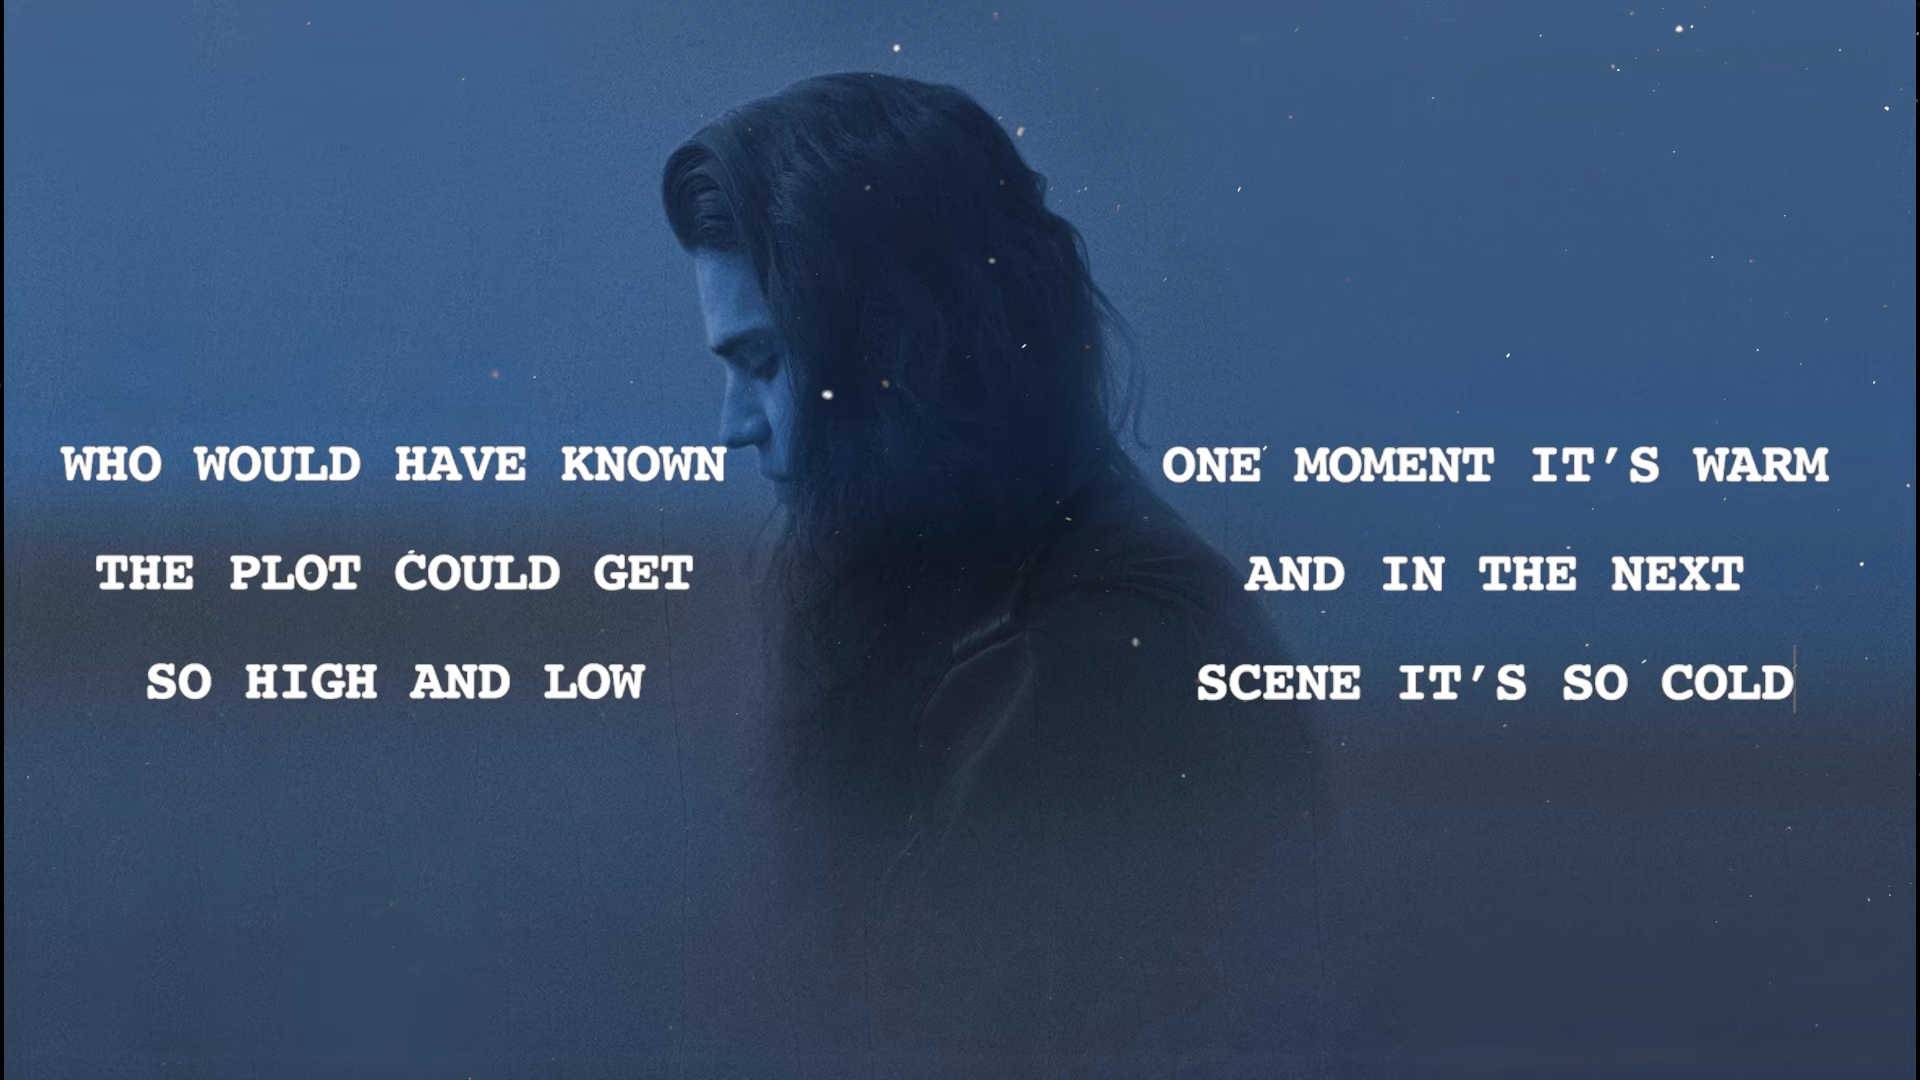 WHO WOULD HAVE KNOWN
THE PLOT COULD GET
SO HIGH AND LOW
ONE MOMENT IT’S WARM
AND IN THE NEXT
SCENE IT’S SO COLD